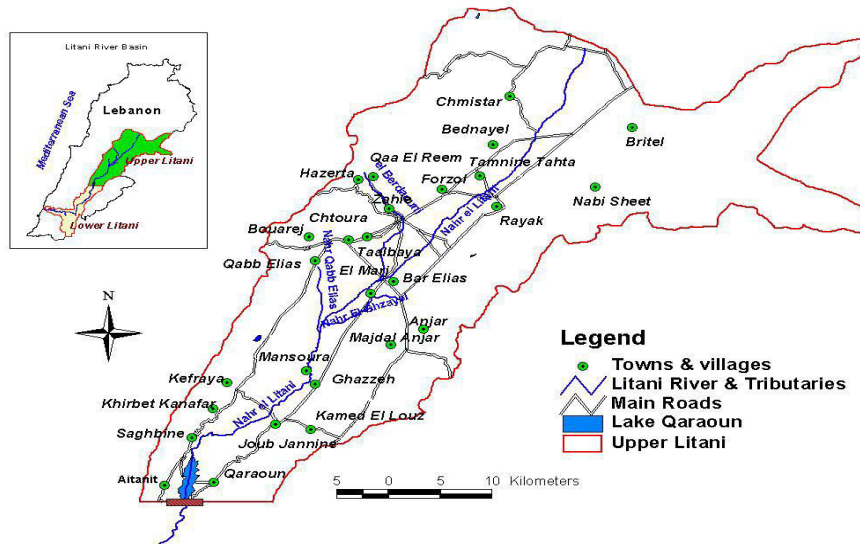 Litani River Basin
Lebanon
Mediterranean Sea
Upper Litani
Lower Litani
Chmistar
Bednayel
Britel
Qaa El Reem
Tamnine Tahta
Hazerta
el Berdauni
Forzol
Nabi Sheet
Zahle
Nahr el Litani
Rayak
Chtoura
Bouarej
Taalbaya
Qabb Elias
Nahr Qabb Elias
El Marj
Bar Elias
Nahr El Ghzayel
Anjar
Majdal Anjar
N
Mansoura
Kefraya
Ghazzeh
Nahr el Litani
Khirbet Kanafar
Kamed El Louz
Saghbine
Joub Jannine
Aitanit
Qaraoun
Legend
Towns & villages
Litani River & Tributaries
Main Roads
Lake Qaraoun
Upper Litani
5 0 5 10 Kilometers